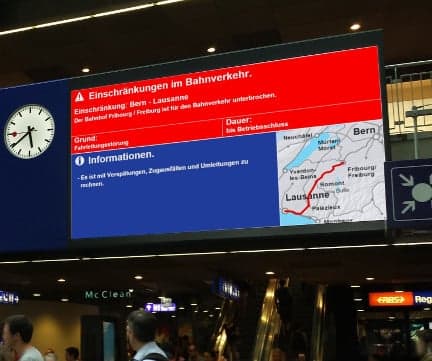 Einschränkungen im Bahnverkehr.
Einschränkung: Bern - Lausanne
Der Bahnhof Fribourg / Freiburg ist für den Bahnverkehr unterbrochen.
Grund:
Fahrleitungsstörung
Dauer:
bis Betriebsschluss
Informationen.
- Es ist mit Verspätungen, Zugausfällen und Umleitungen zu
rechnen.
Bern
Neuchâtel
Murten/
Morat
Yverdon-
les-Bains
Fribourg/
Freiburg
Romont
Bulle
Lausanne
Palézieux
McClean
RBS
Reg